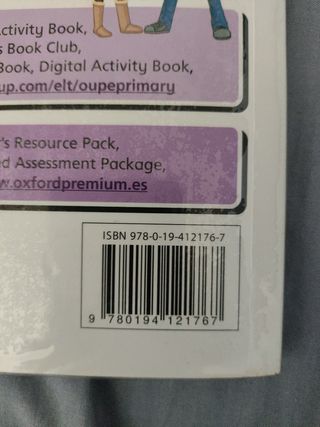 ctivity Book,
s Book Club,
Book, Digital Activity Book,
up.com/elt/oupeprimary
r's Resource Pack,
d Assessment Package,
w.oxfordpremium.es
ISBN 978-0-19-412176-7
9 780194 121767